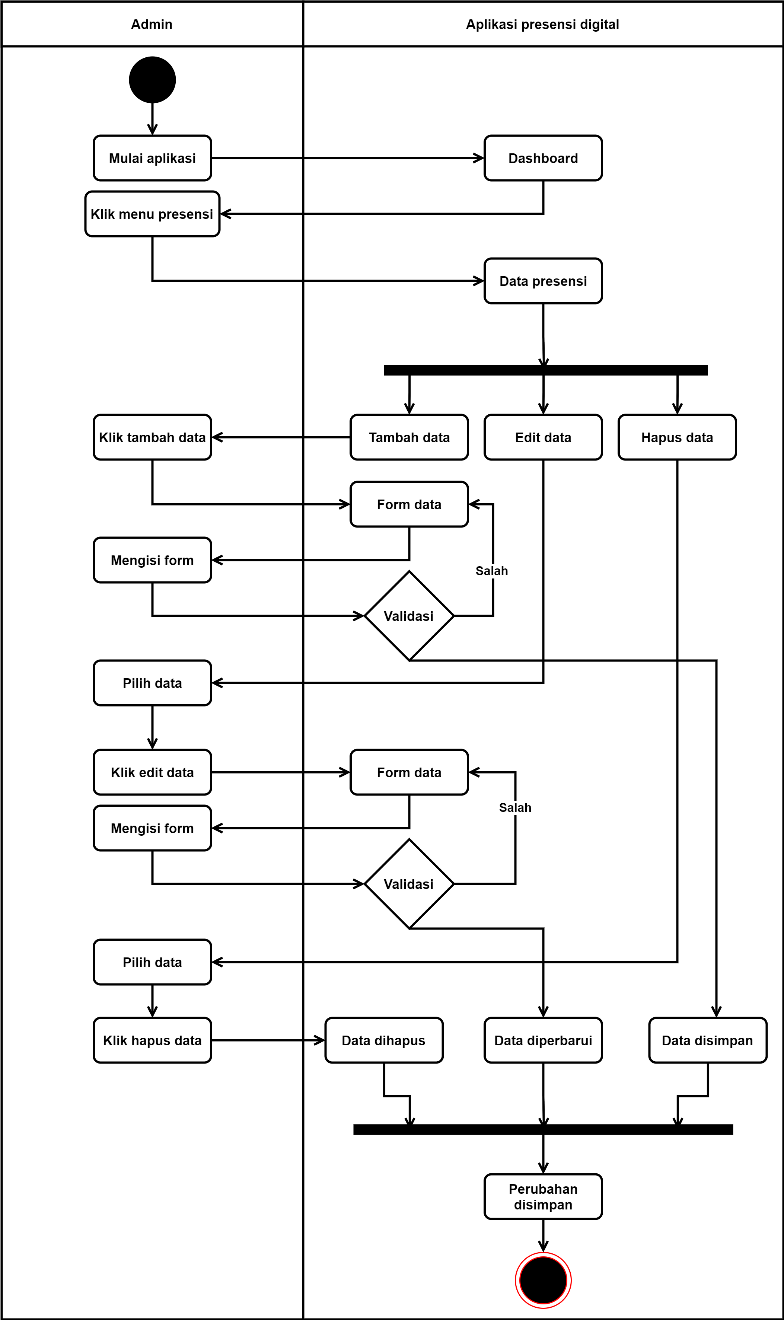 Admin
Aplikasi presensi digital
Mulai aplikasi
Dashboard
Klik menu presensi
Data presensi
Klik tambah data
Tambah data
Edit data
Hapus data
Form data
Mengisi form
Salah
Validasi
Pilih data
Klik edit data
Form data
Salah
Mengisi form
Validasi
Pilih data
Klik hapus data
Data dihapus
Data diperbarui
Data disimpan
Perubahan
disimpan